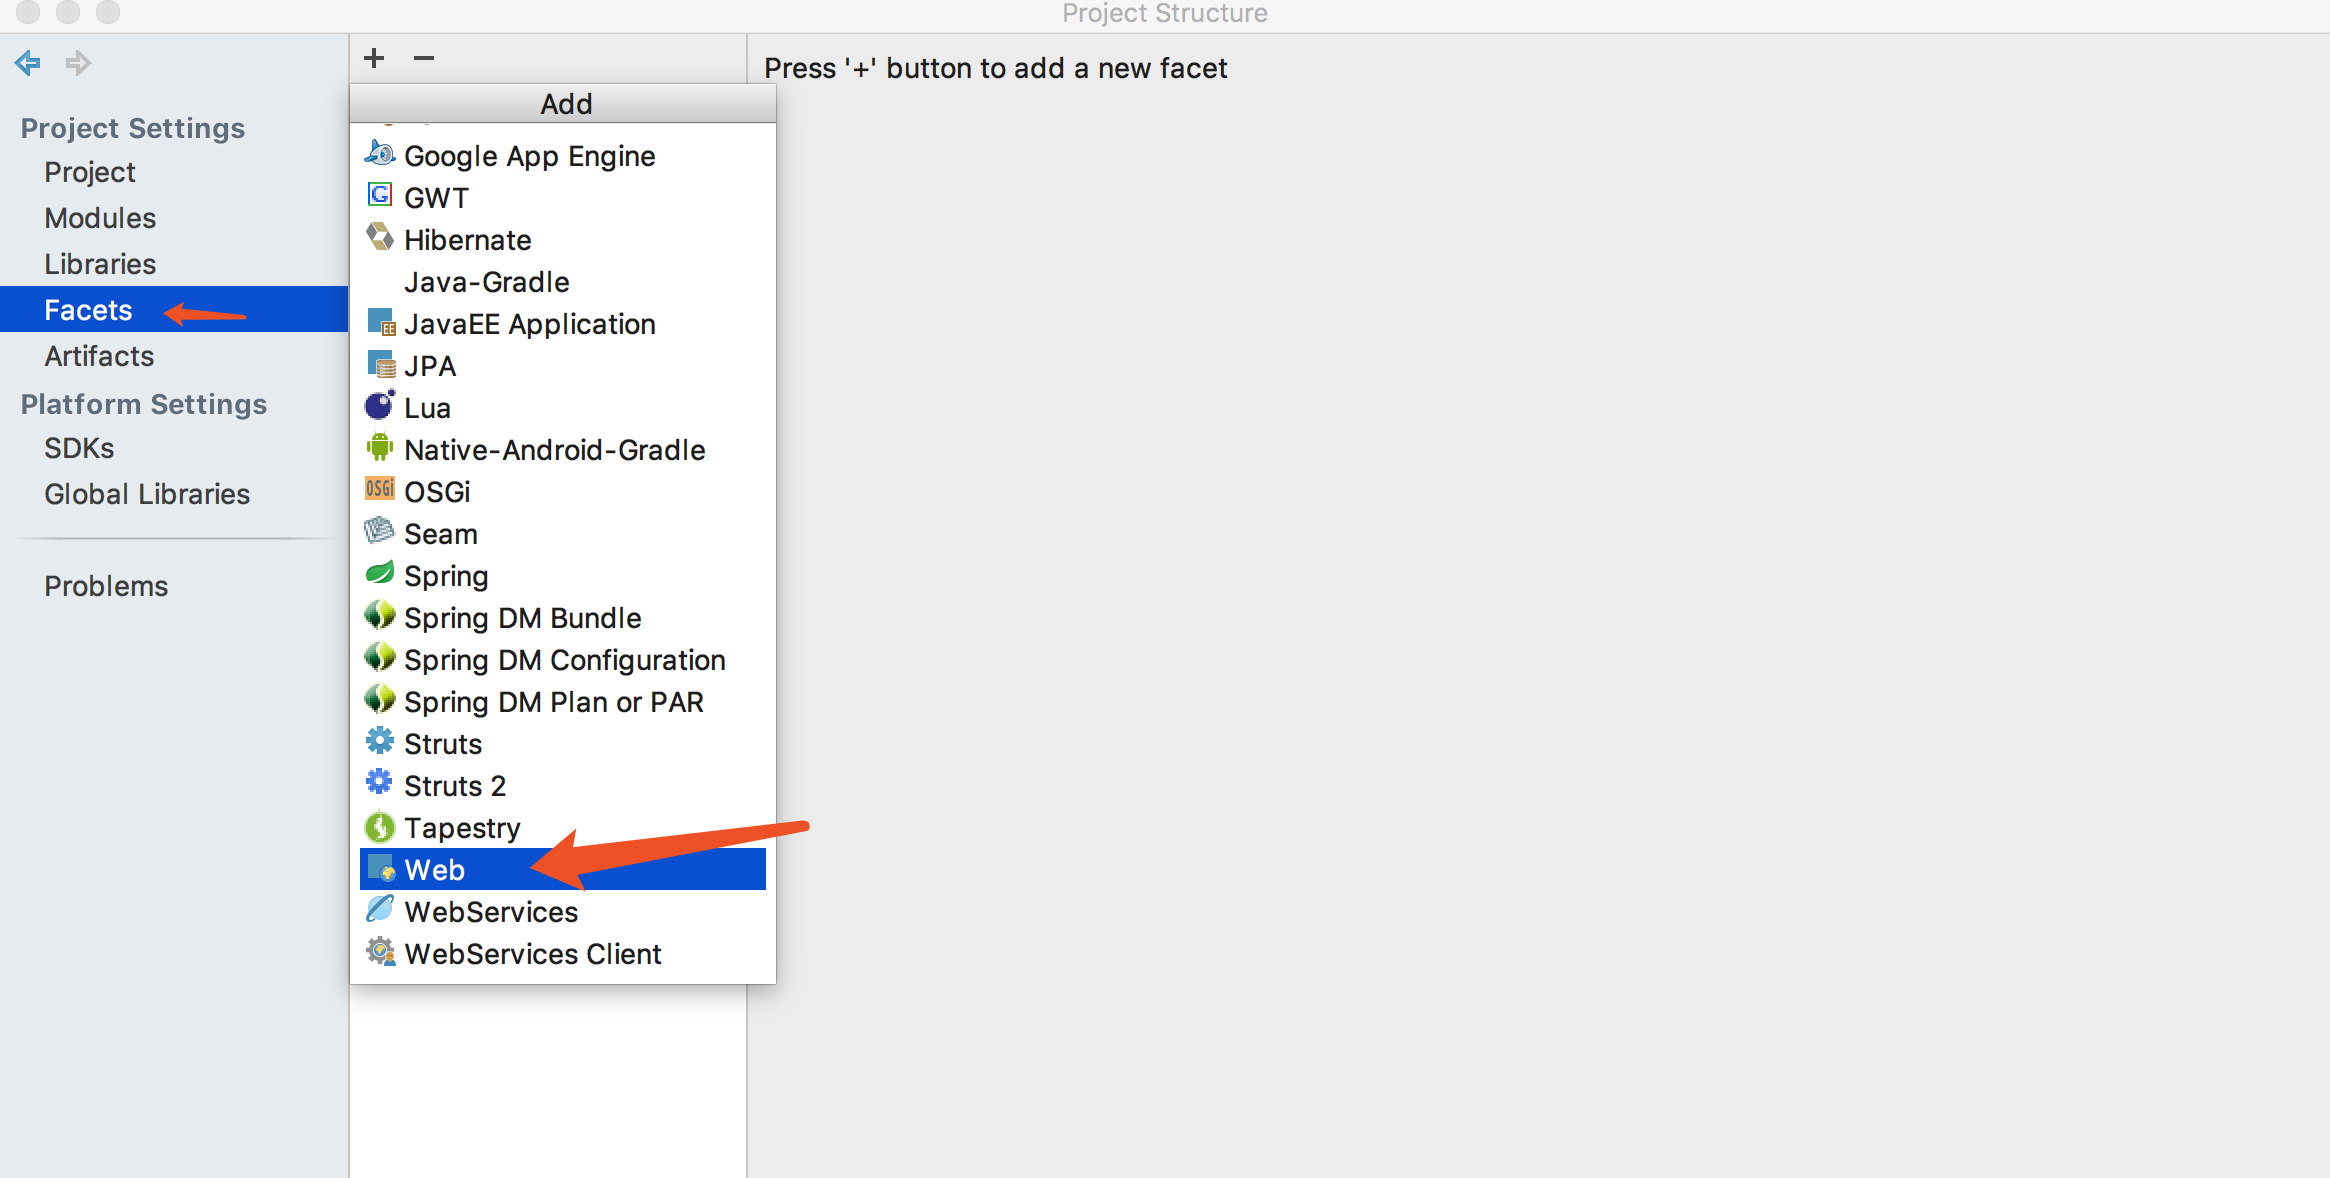 Project Structure
Press '+' button to add a new facet
Project Settings
Project
Modules
Libraries
Facets
Artifacts
Platform Settings
SDKs
Global Libraries
Problems
Add
Google App Engine
GWT
Hibernate
Java-Gradle
JavaEE Application
JPA
Lua
Native-Android-Gradle
OSGi
Seam
Spring
Spring DM Bundle
Spring DM Configuration
Spring DM Plan or PAR
Struts
Struts 2
Tapestry
Web
WebServices
WebServices Client